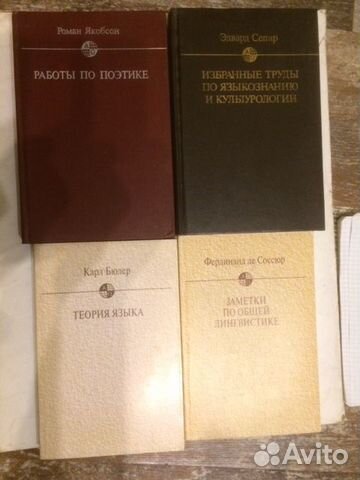 Роман Якобсон
РАБОТЫ ПО ПОЭТИКЕ
Эдвард Сепир
ИЗБРАННЫЕ ТРУДЫ
ПО ЯЗЫКОЗНАНИЮ
И КУЛЬТУРОЛОГИИ
Карл Бюлер
ТЕОРИЯ ЯЗЫКА
Фердинанд де Соссюр
ЗАМЕТКИ
ПО ОБЩЕЙ
ЛИНГВИСТИКЕ
Avito